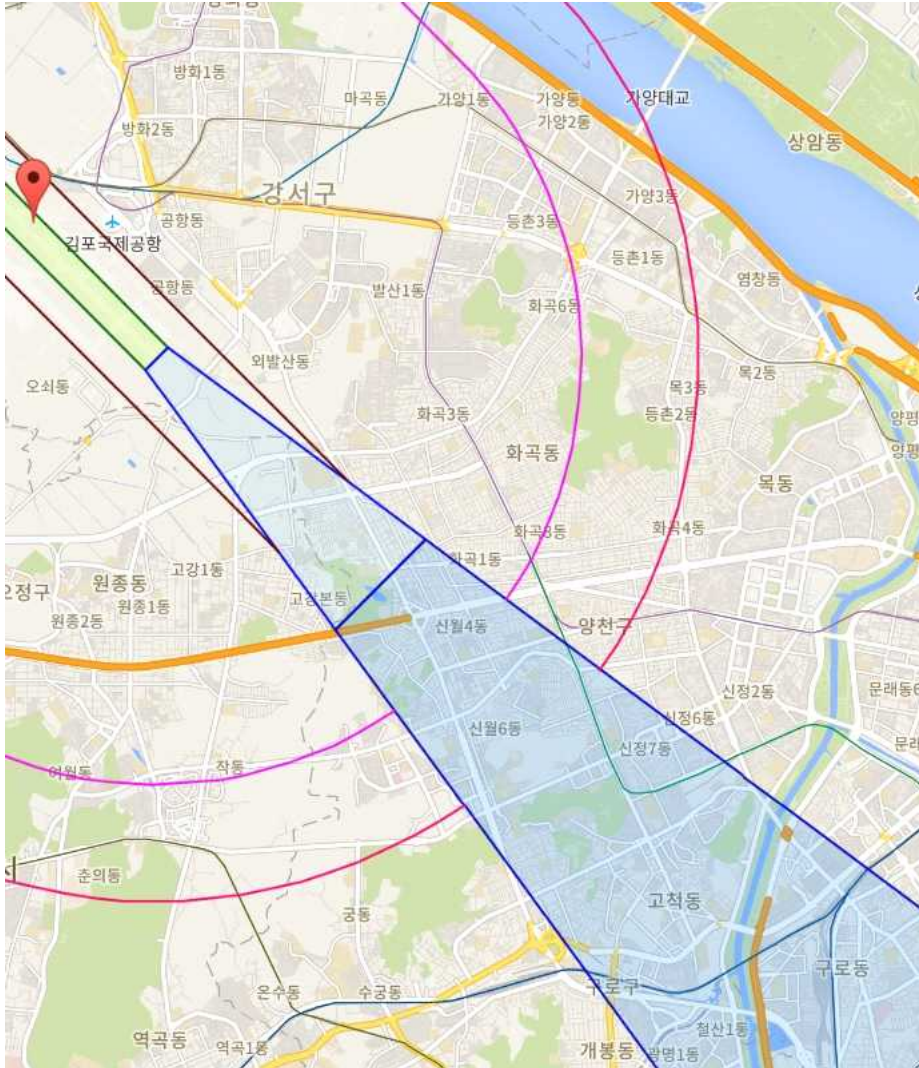 방화1동
마곡동
가양1동
가양동
가양대교
가양2동
방화2동
상암동
강서구
가양3동
공항동
등촌3동
김포국제공항
등촌1동
염창동
공항동
발산1동
화곡6동
외발산동
목2동
오쇠동
목3동
화곡3동
등촌2동
화곡동
목동
화곡8동
화곡4동
화곡1동
고강1동
원종동
고강본동
원종1동
원종2동
신월4동
양천구
신정2동
신정6동
신월6동
신정7동
여월동
작동
춘의동
고척동
궁동
구로동
온수동
수궁동
구로구
철산1동
역곡동
역곡1동
개봉동
광명1동